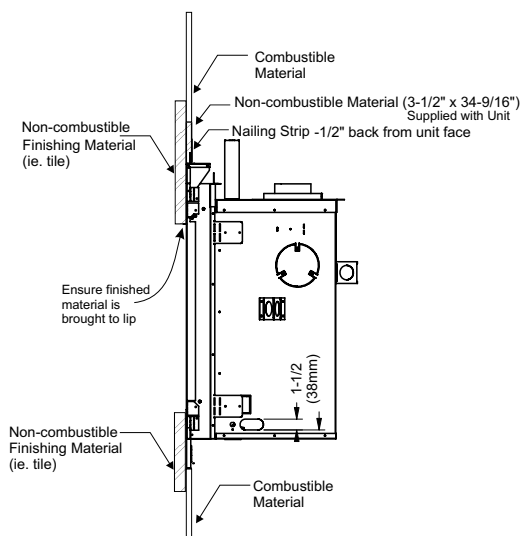 Combustible
Material
Non-combustible Material (3-1/2" x 34-9/16")
Supplied with Unit
Non-combustible
Finishing Material
(ie. tile)
Nailing Strip -1/2" back from unit face
Ensure finished
material is
brought to lip
1-1/2
(38mm)
Non-combustible
Finishing Material
(ie. tile)
Combustible
Material